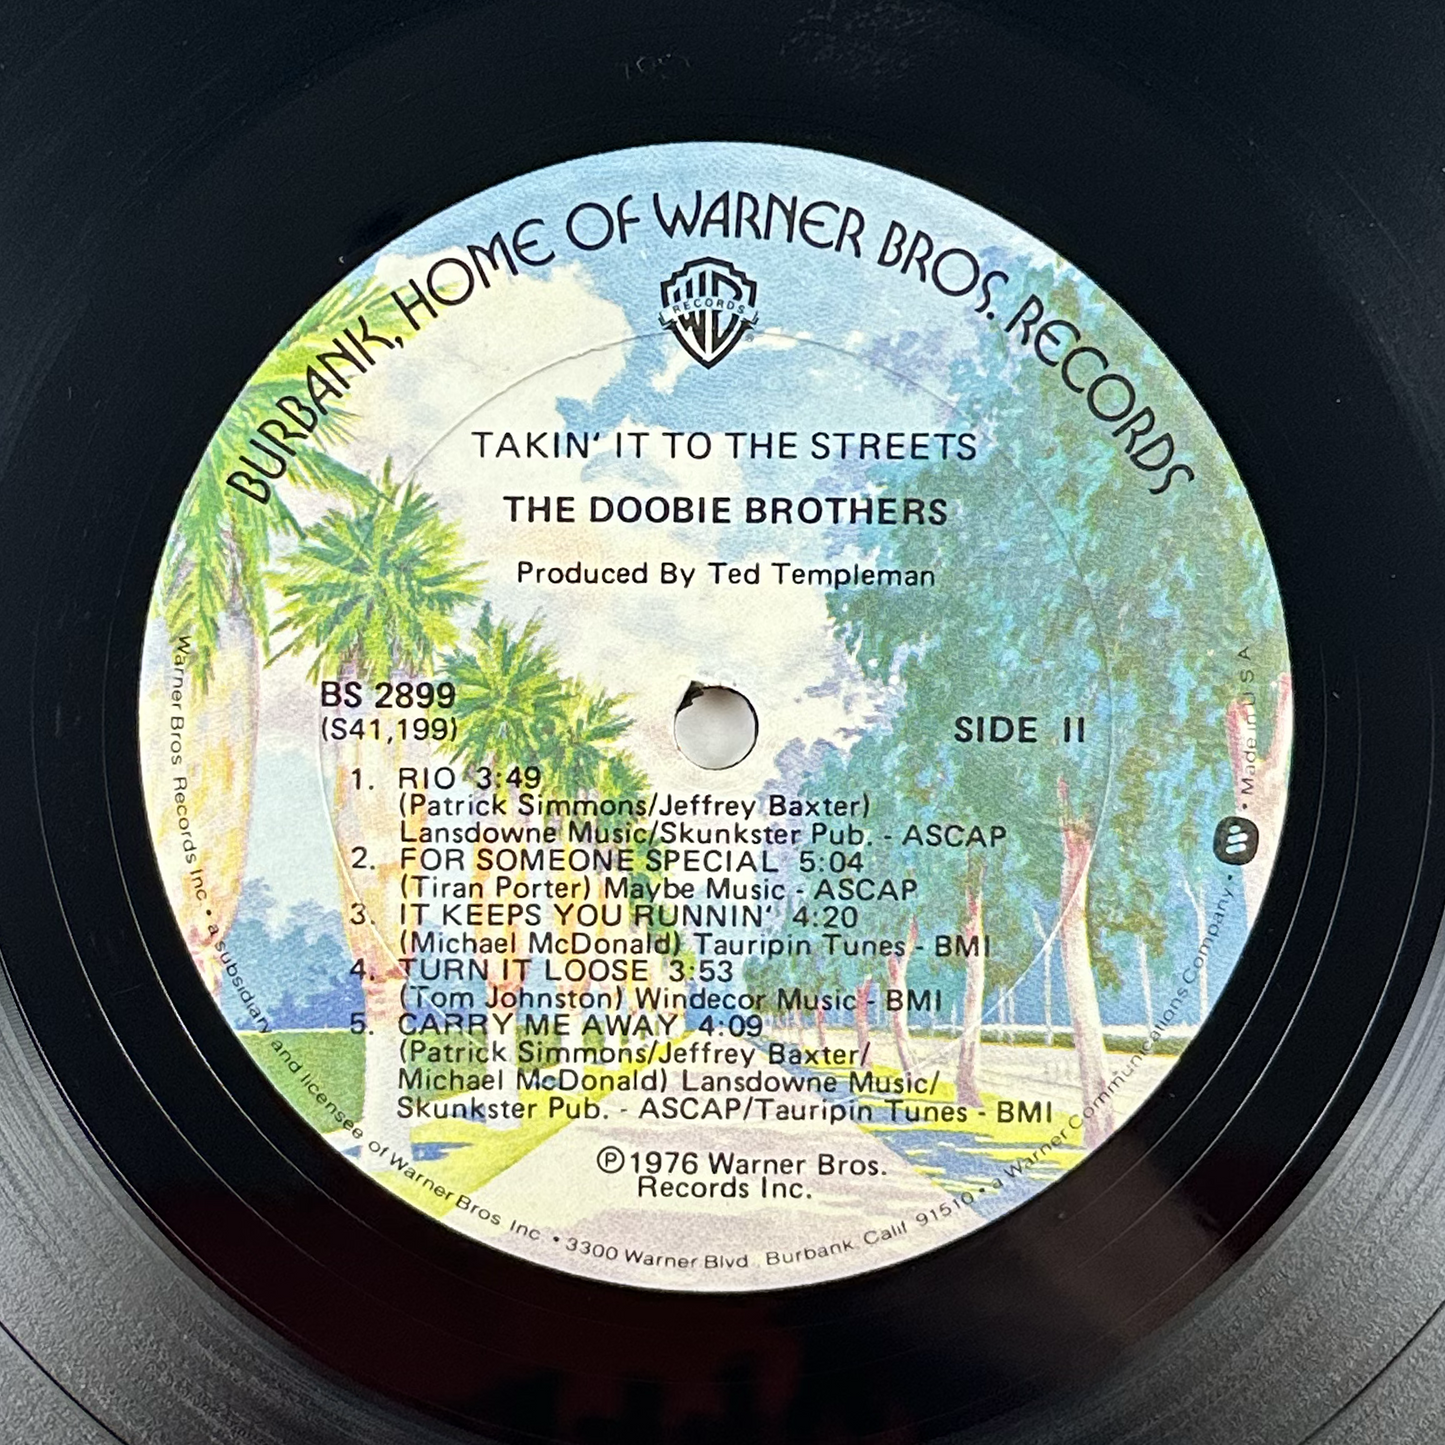 BURBANK, HOME OF WARNER BROS. RECORDS
WB
RECORDS
TAKIN' IT TO THE STREETS
THE DOOBIE BROTHERS
Produced By Ted Templeman
BS 2899
(S41,199)
SIDE II
1. RIO 3:49
(Patrick Simmons/Jeffrey Baxter)
Lansdowne Music/Skunkster Pub. - ASCAP
2. FOR SOMEONE SPECIAL 5:04
(Tiran Porter) Maybe Music - ASCAP
3. IT KEEPS YOU RUNNIN' 4:20
(Michael McDonald) Tauripin Tunes - BMI
4. TURN IT LOOSE 3:53
(Tom Johnston) Windecor Music - BMI
5. CARRY ME AWAY 4:09
(Patrick Simmons/Jeffrey Baxter/
Michael McDonald) Lansdowne Music/
Skunkster Pub. - ASCAP/Tauripin Tunes - BMI
Ⓟ1976 Warner Bros.
Records Inc.
Warner Bros. Records Inc. • a subsidiary and licensee of Warner Bros. Inc. • 3300 Warner Blvd., Burbank, Calif. 91510 • a Warner Communications Company. • Made in U S A